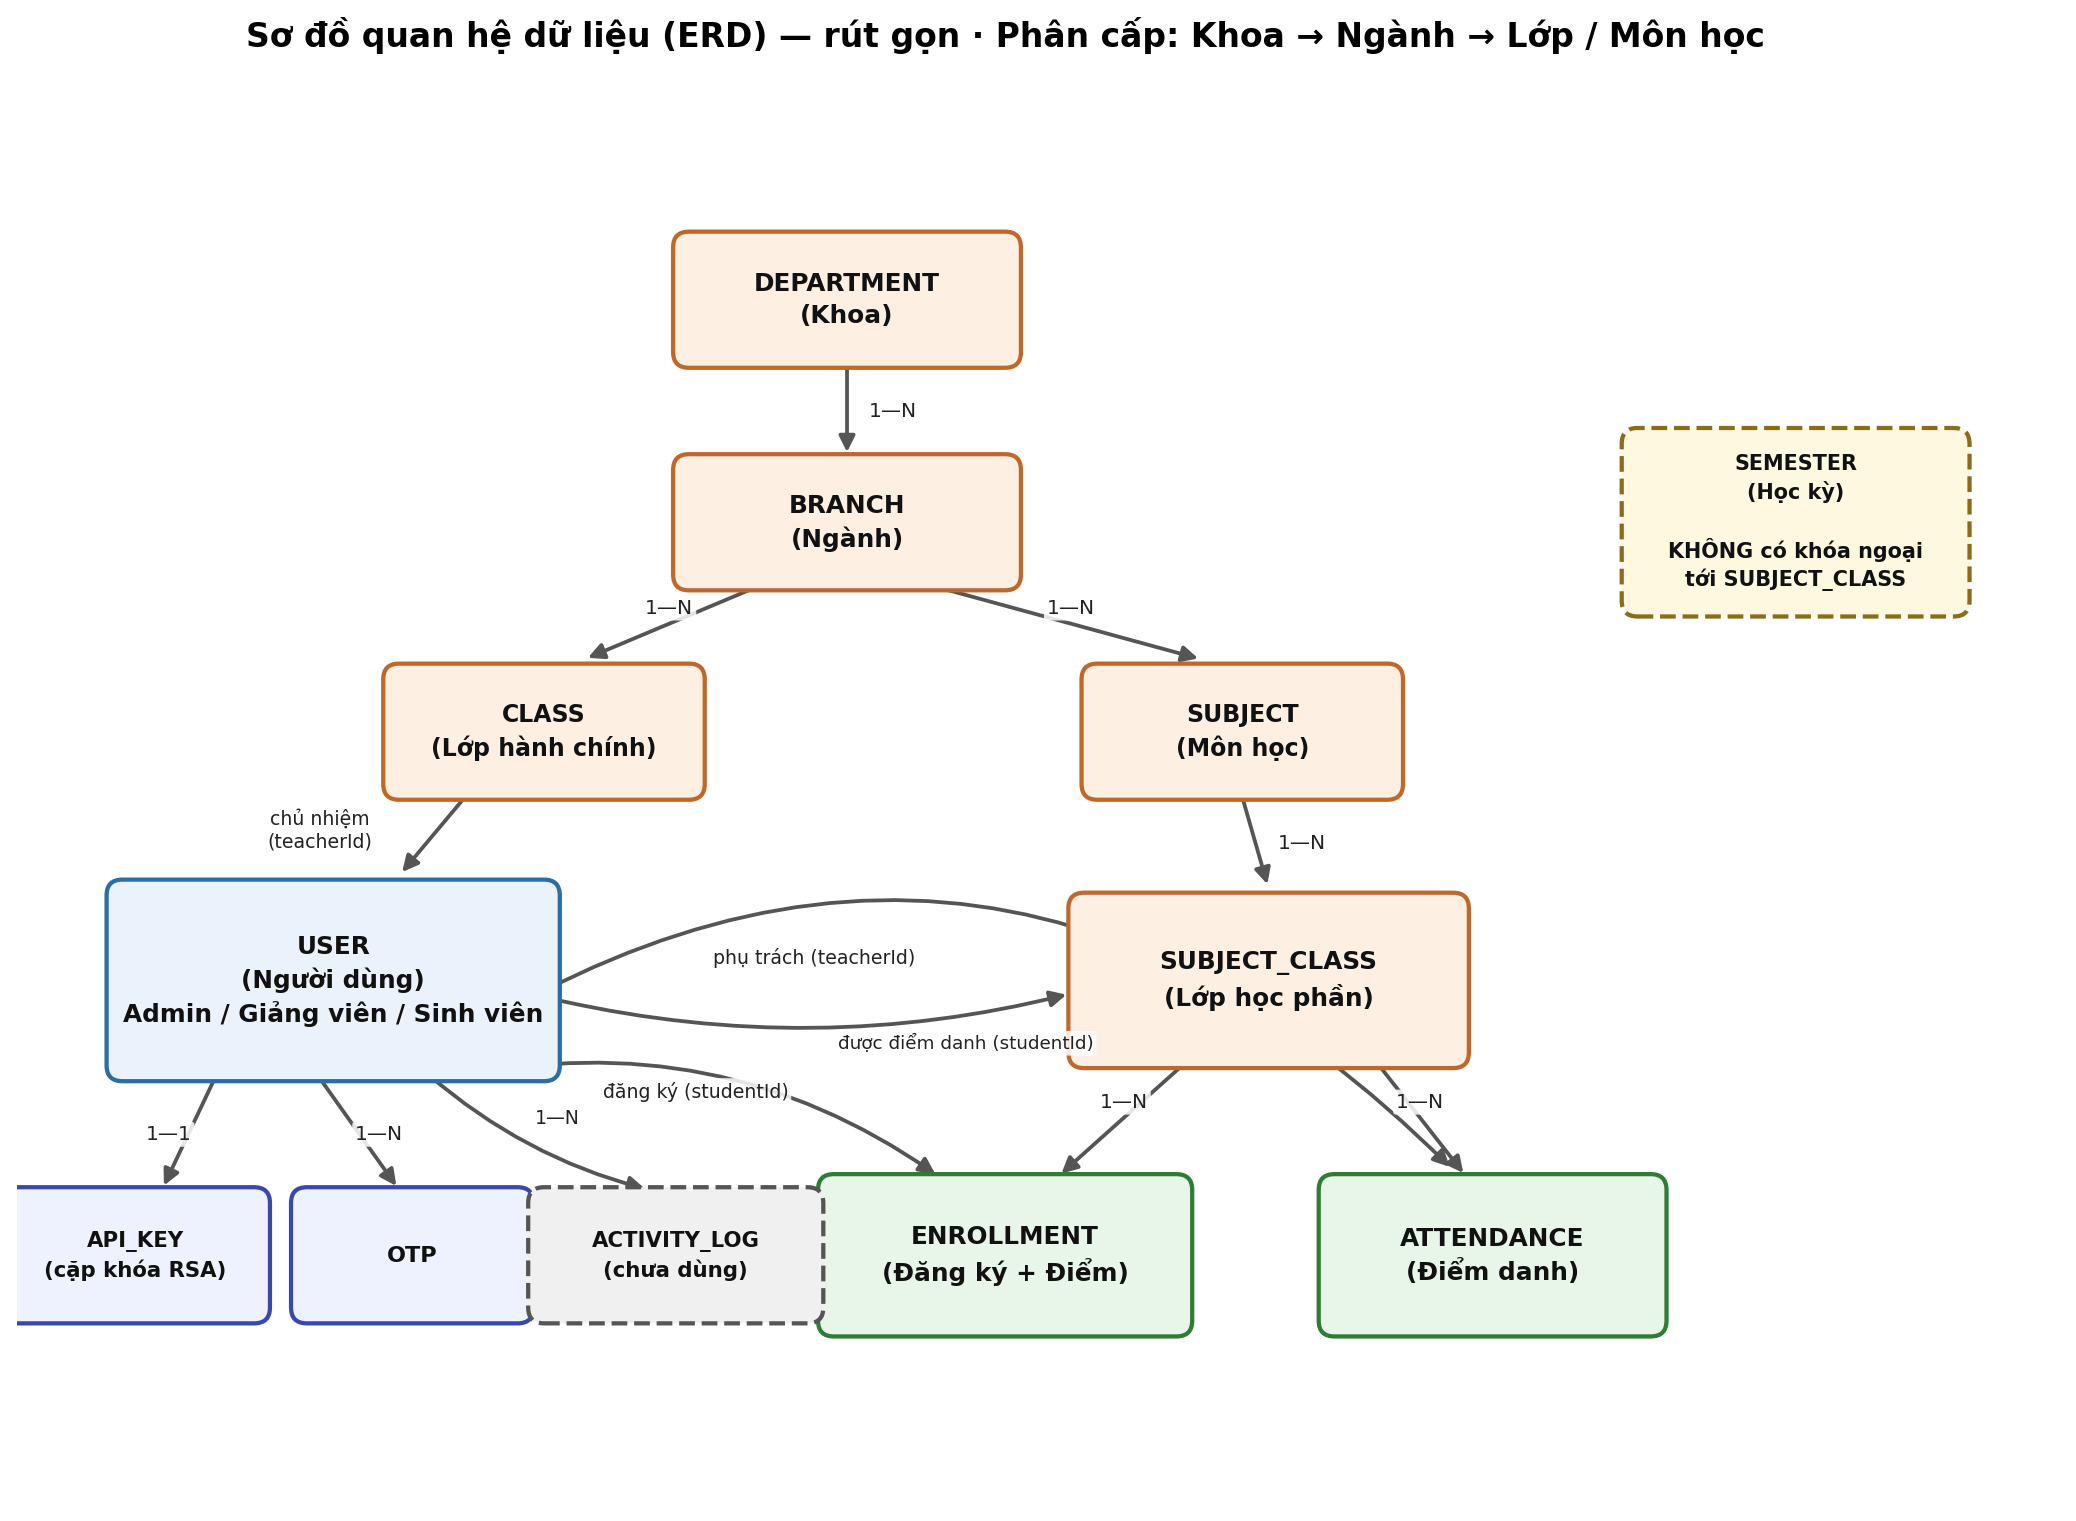 Sơ đồ quan hệ dữ liệu (ERD) — rút gọn · Phân cấp: Khoa → Ngành → Lớp / Môn học
DEPARTMENT
(Khoa)
1—N
BRANCH
(Ngành)
SEMESTER
(Học kỳ)
KHÔNG có khóa ngoại
tới SUBJECT_CLASS
1—N
1—N
CLASS
(Lớp hành chính)
SUBJECT
(Môn học)
chủ nhiệm
(teacherId)
1—N
USER
(Người dùng)
Admin / Giảng viên / Sinh viên
phụ trách (teacherId)
SUBJECT_CLASS
(Lớp học phần)
được điểm danh (studentId)
đăng ký (studentId)
1—N
1—N
1—N
1—1
1—N
API_KEY
(cặp khóa RSA)
OTP
ACTIVITY_LOG
(chưa dùng)
ENROLLMENT
(Đăng ký + Điểm)
ATTENDANCE
(Điểm danh)